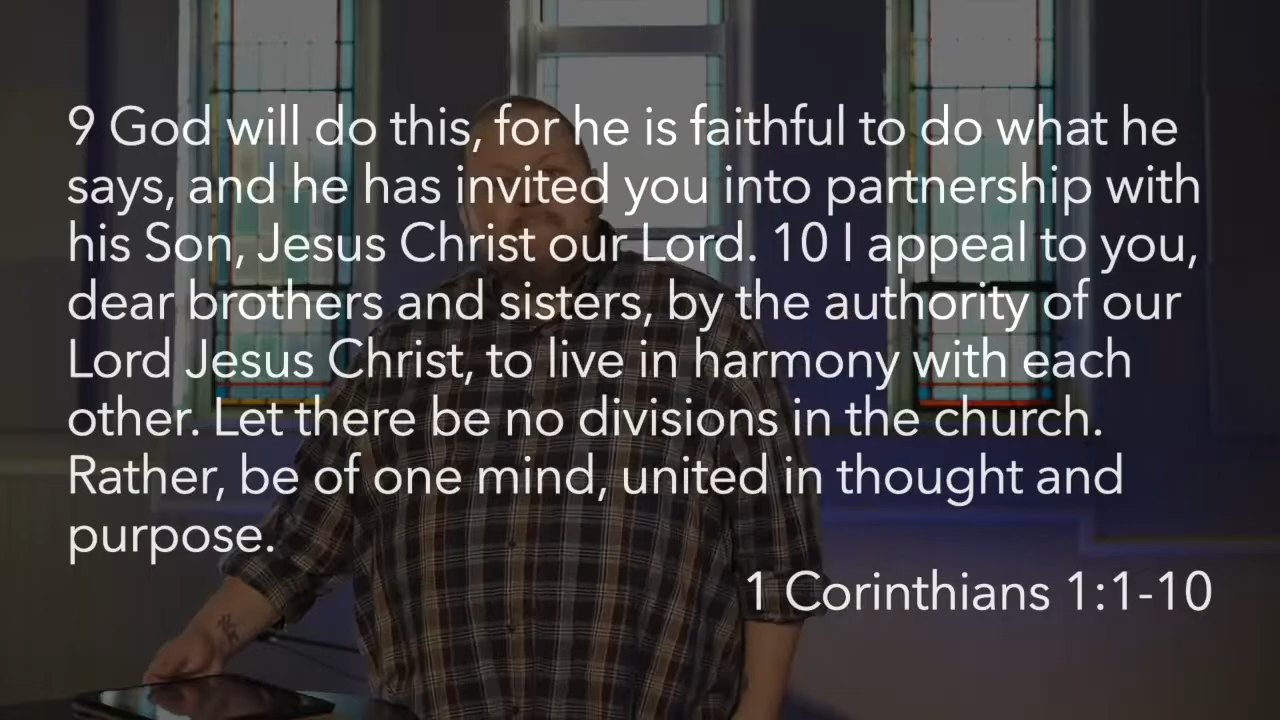 9 God will do this, for he is faithful to do what he
says, and he has invited you into partnership with
his Son, Jesus Christ our Lord. 10 I appeal to you,
dear brothers and sisters, by the authority of our
Lord Jesus Christ, to live in harmony with each
other. Let there be no divisions in the church.
Rather, be of one mind, united in thought and
purpose.
1 Corinthians 1:1-10